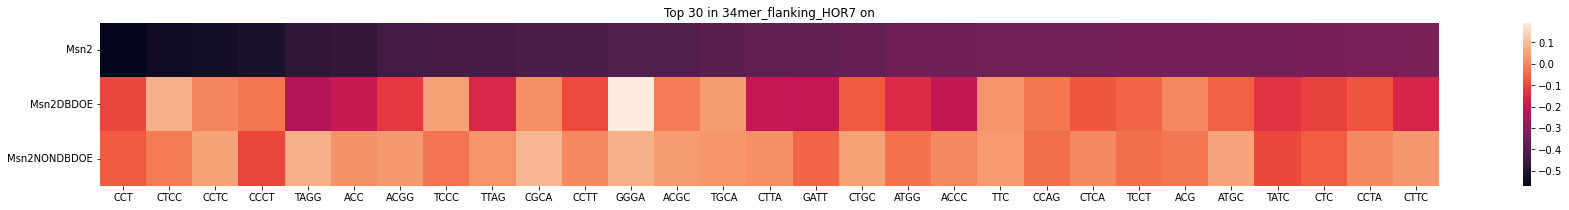 Top 30 in 34mer_flanking_HOR7 on
Msn2
Msn2DBDOE
Msn2NONDBDOE
CCT CTCC CCTC CCCT TAGG ACC ACGG TCCC TTAG CGCA CCTT GGGA ACGC TGCA CTTA GATT CTGC ATGG ACCC TTC CCAG CTCA TCCT ACG ATGC TATC CTC CCTA CTTC
0.1
0.0
−0.1
−0.2
−0.3
−0.4
−0.5